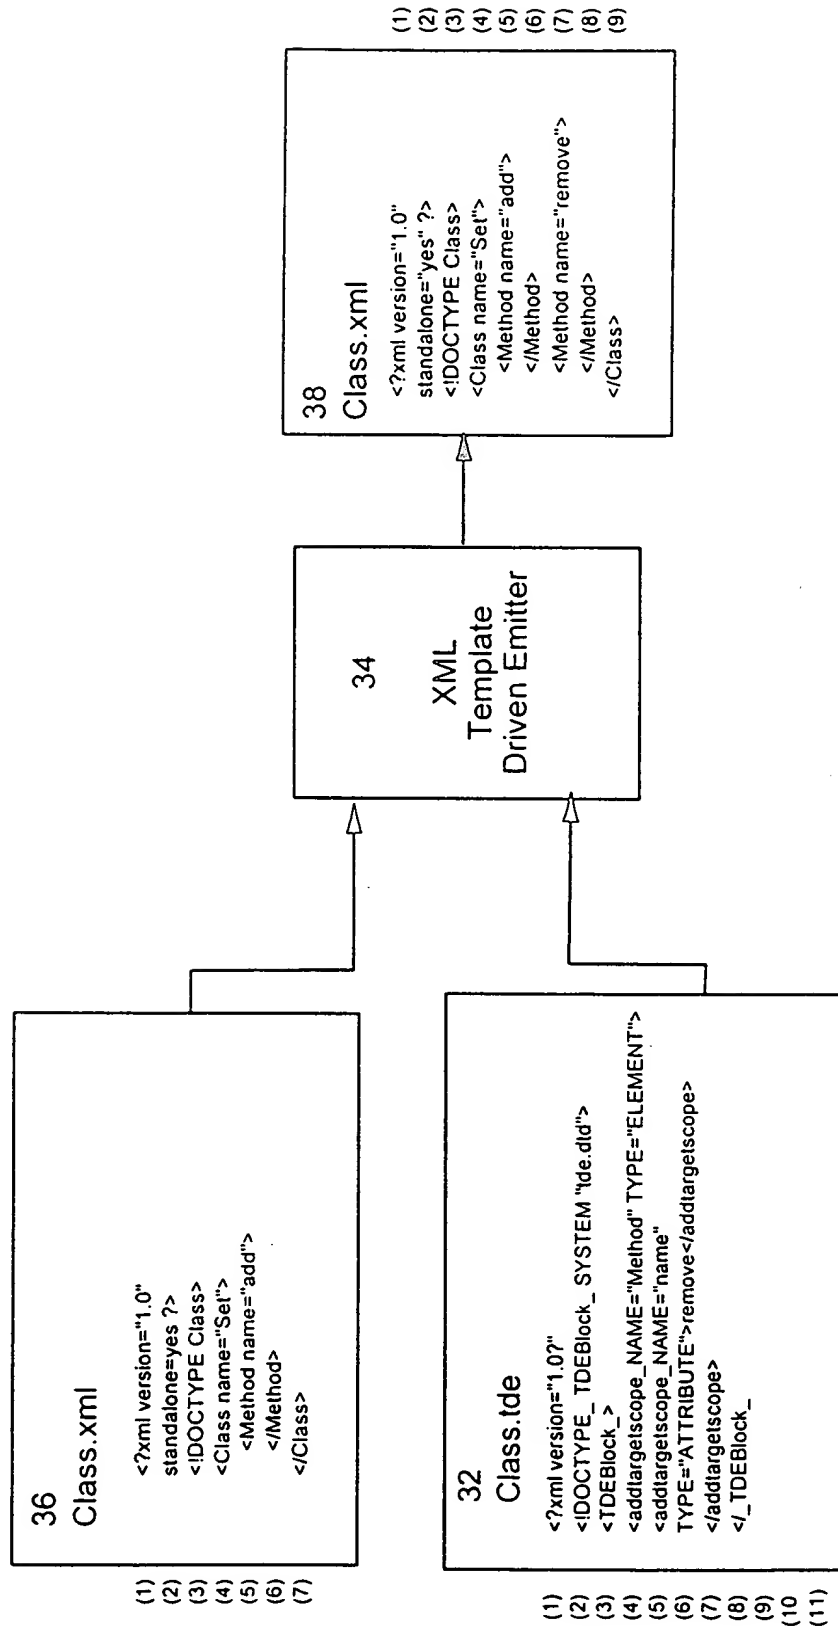 36
Class.xml
(1) <?xml version="1.0"
(2) standalone=yes ?>
(3) <!DOCTYPE Class>
(4) <Class name="Set">
(5) <Method name="add">
(6) </Method>
(7) </Class>
32
Class.tde
(1) <?xml version="1.0?"
(2) <!DOCTYPE_ TDEBlock_ SYSTEM "tde.dtd">
(3) <TDEBlock_>
(4) <addtargetscope_NAME="Method" TYPE="ELEMENT">
(5) <addtargetscope_NAME="name"
(6) TYPE="ATTRIBUTE">remove</addtargetscope>
(7) </addtargetscope>
(8) </_TDEBlock_
(9)
(10
(11)
34
XML
Template
Driven Emitter
38
Class.xml
<?xml version="1.0" (1)
standalone="yes" ?> (2)
<!DOCTYPE Class> (3)
<Class name="Set"> (4)
<Method name="add"> (5)
</Method> (6)
<Method name="remove"> (7)
</Method> (8)
</Class> (9)